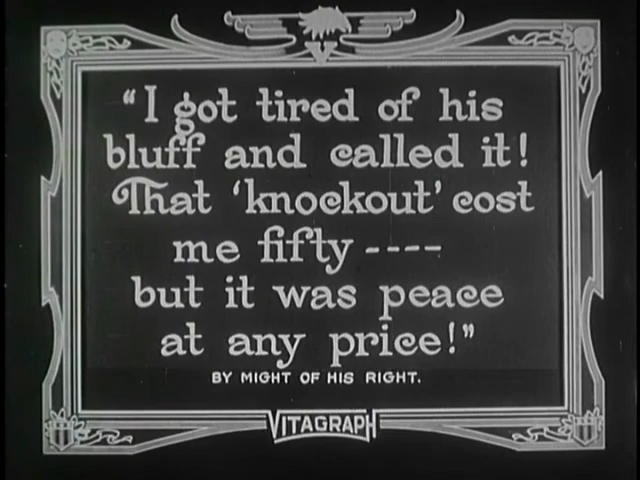 "I got tired of his
bluff and called it!
That 'knockout' cost
me fifty ----
but it was peace
at any price!"
BY MIGHT OF HIS RIGHT.
VITAGRAPH